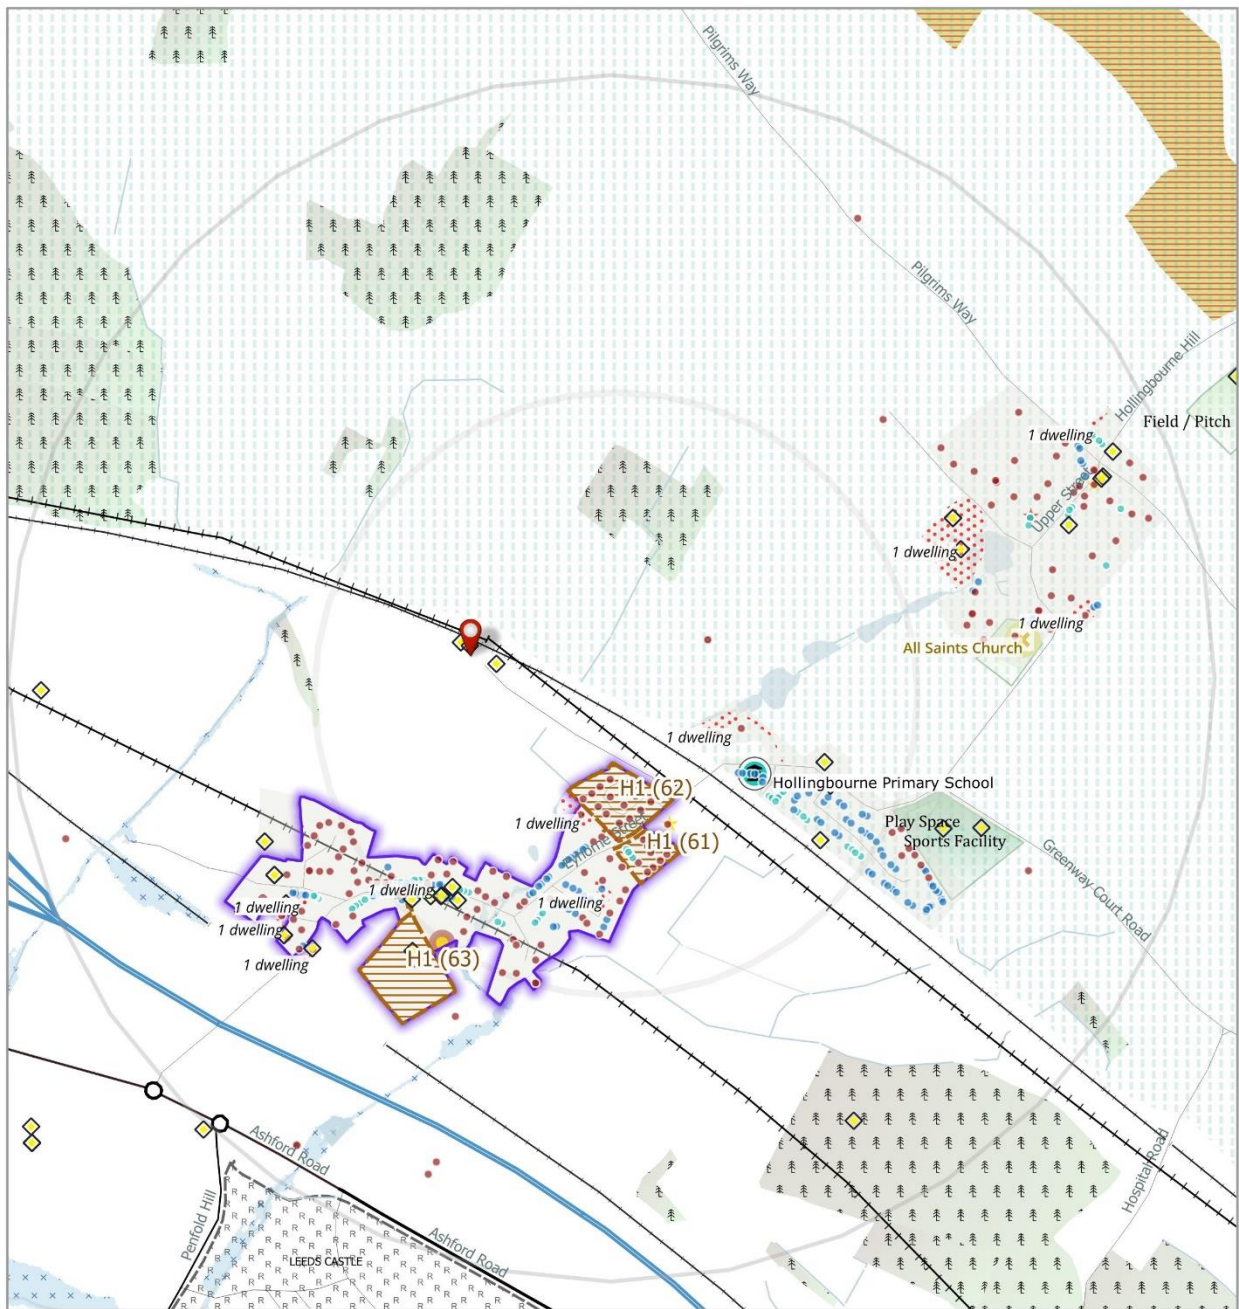 Pilgrims Way
Pilgrims Way
Hollingbourne Hill
Field / Pitch
1 dwelling
Upper Street
1 dwelling
1 dwelling
All Saints Church
1 dwelling
Hollingbourne Primary School
H1 (62)
1 dwelling
Eyhorne Street
H1 (61)
Play Space
Sports Facility
Greenway Court Road
1 dwelling
1 dwelling
1 dwelling
1 dwelling
1 dwelling
H1 (63)
Ashford Road
Penfold Hill
Ashford Road
LEEDS CASTLE
Hospital Road